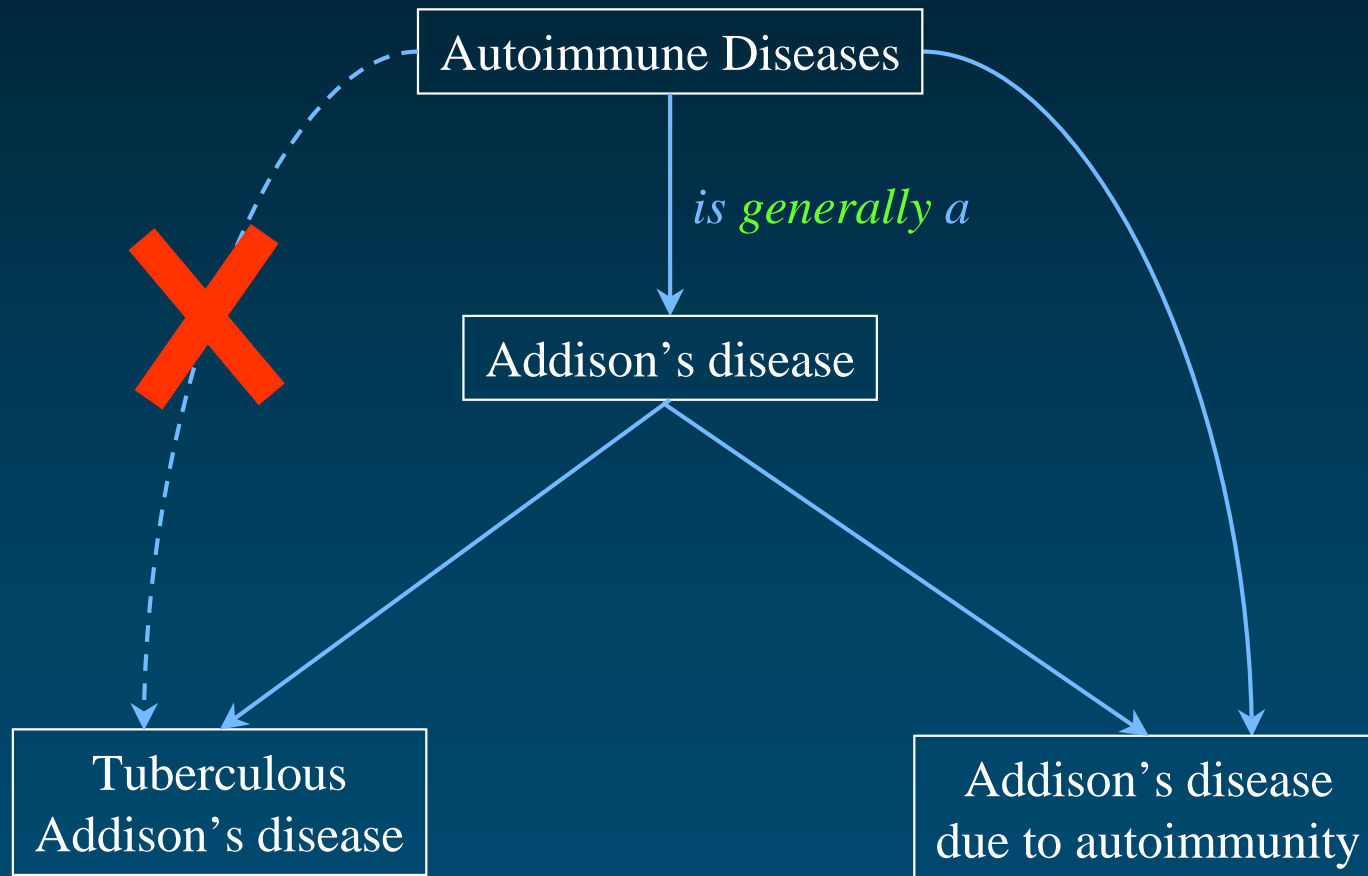 Autoimmune Diseases
is generally a
Addison’s disease
Tuberculous
Addison’s disease
Addison’s disease
due to autoimmunity